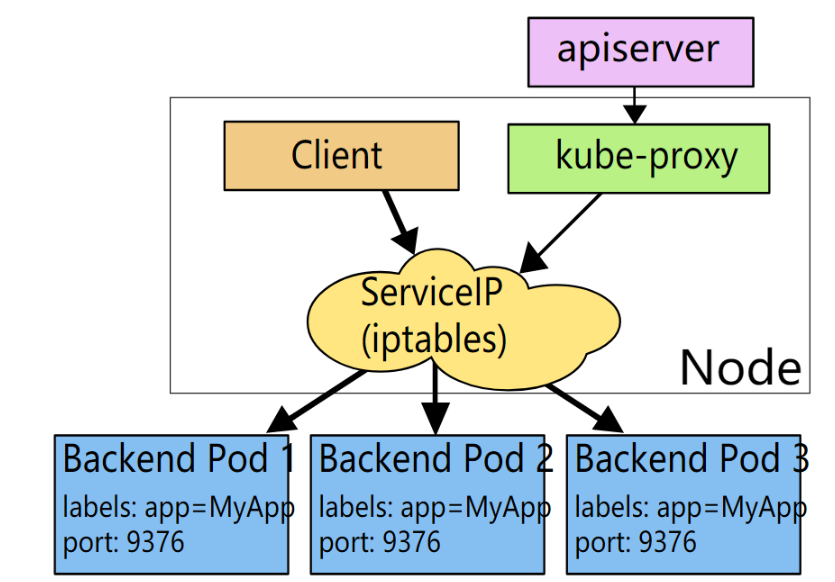 apiserver
Client
kube-proxy
ServiceIP
(iptables)
Node
Backend Pod 1
labels: app=MyApp
port: 9376
Backend Pod 2
labels: app=MyApp
port: 9376
Backend Pod 3
labels: app=MyApp
port: 9376